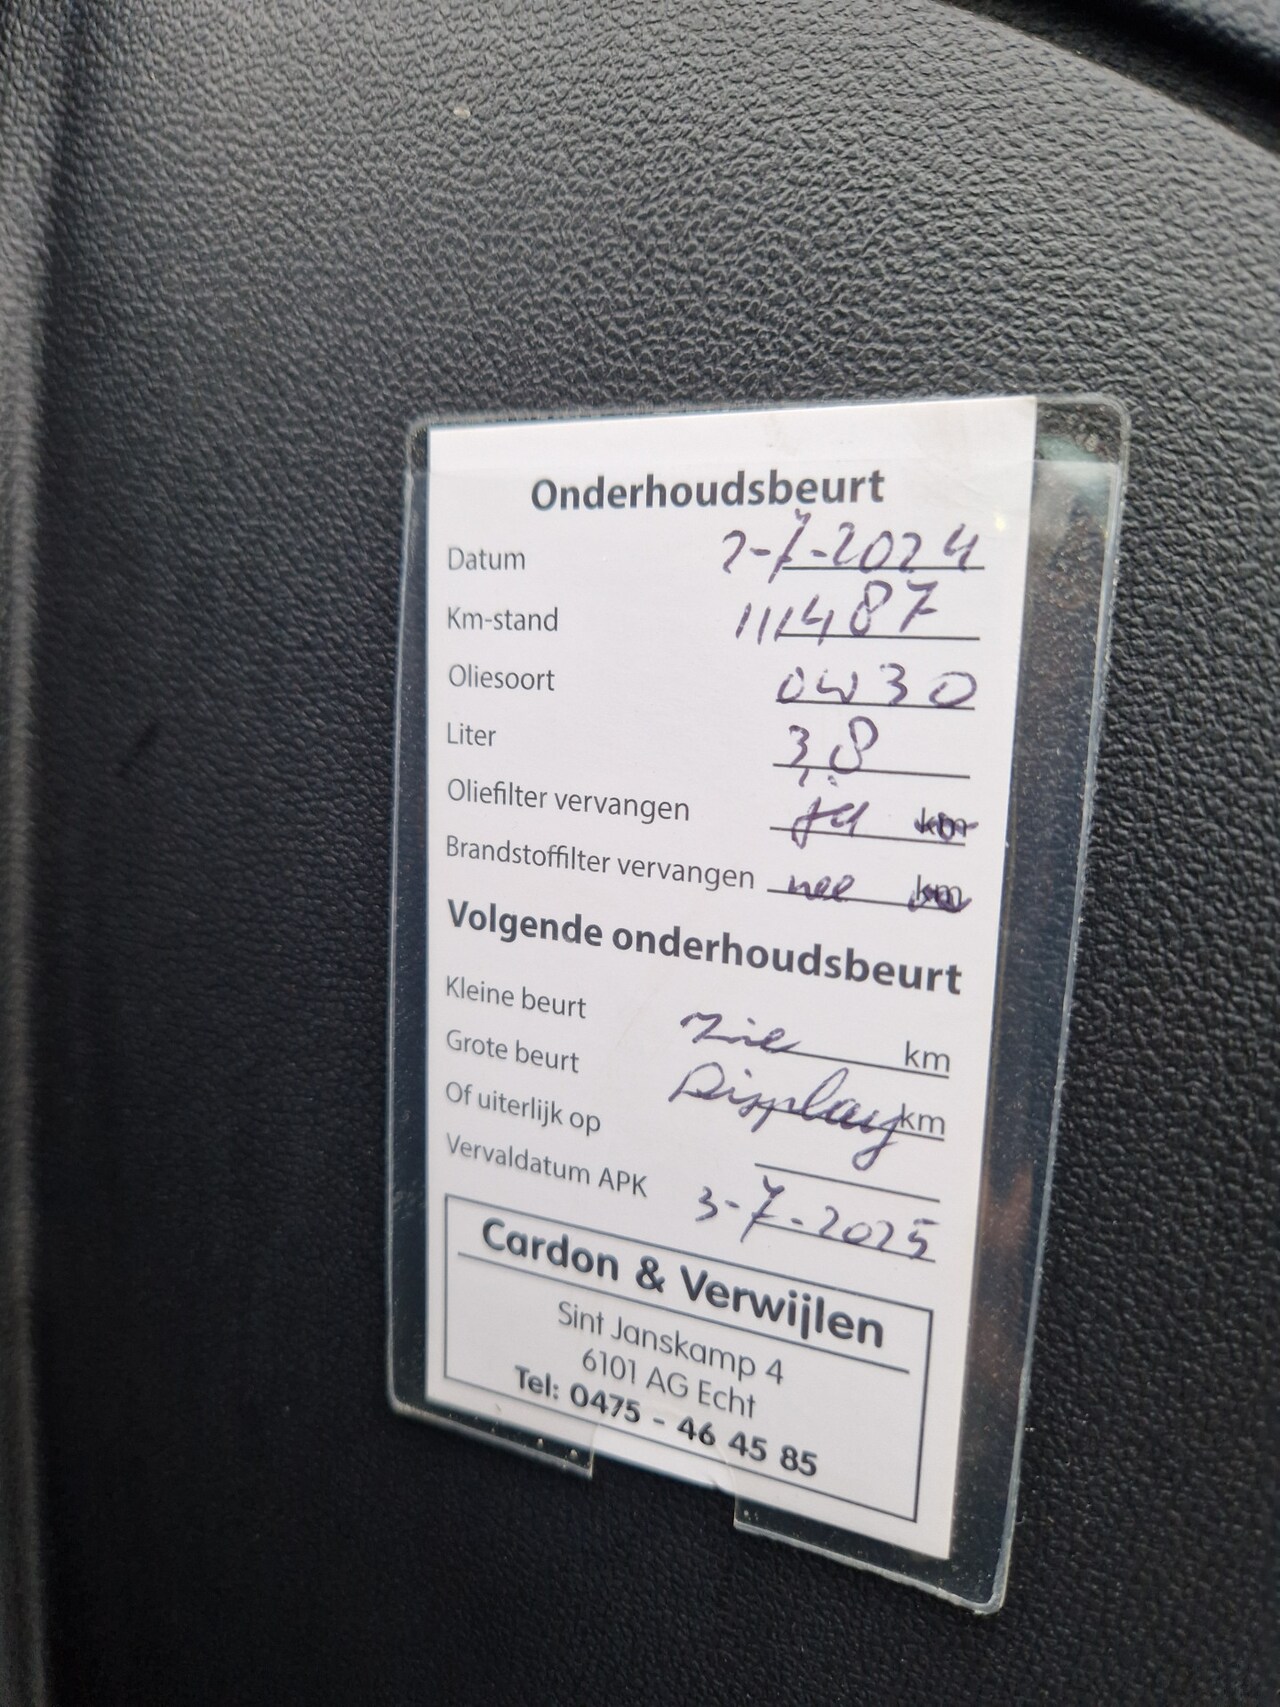 Onderhoudsbeurt
Datum 2-7-2024
Km-stand 111487
Oliesoort 0W30
Liter 3,8
Oliefilter vervangen ja km
Brandstoffilter vervangen nee km
Volgende onderhoudsbeurt
Kleine beurt zie km
Grote beurt Display km
Of uiterlijk op
Vervaldatum APK 3-7-2025
Cardon & Verwijlen
Sint Janskamp 4
6101 AG Echt
Tel: 0475 - 46 45 85